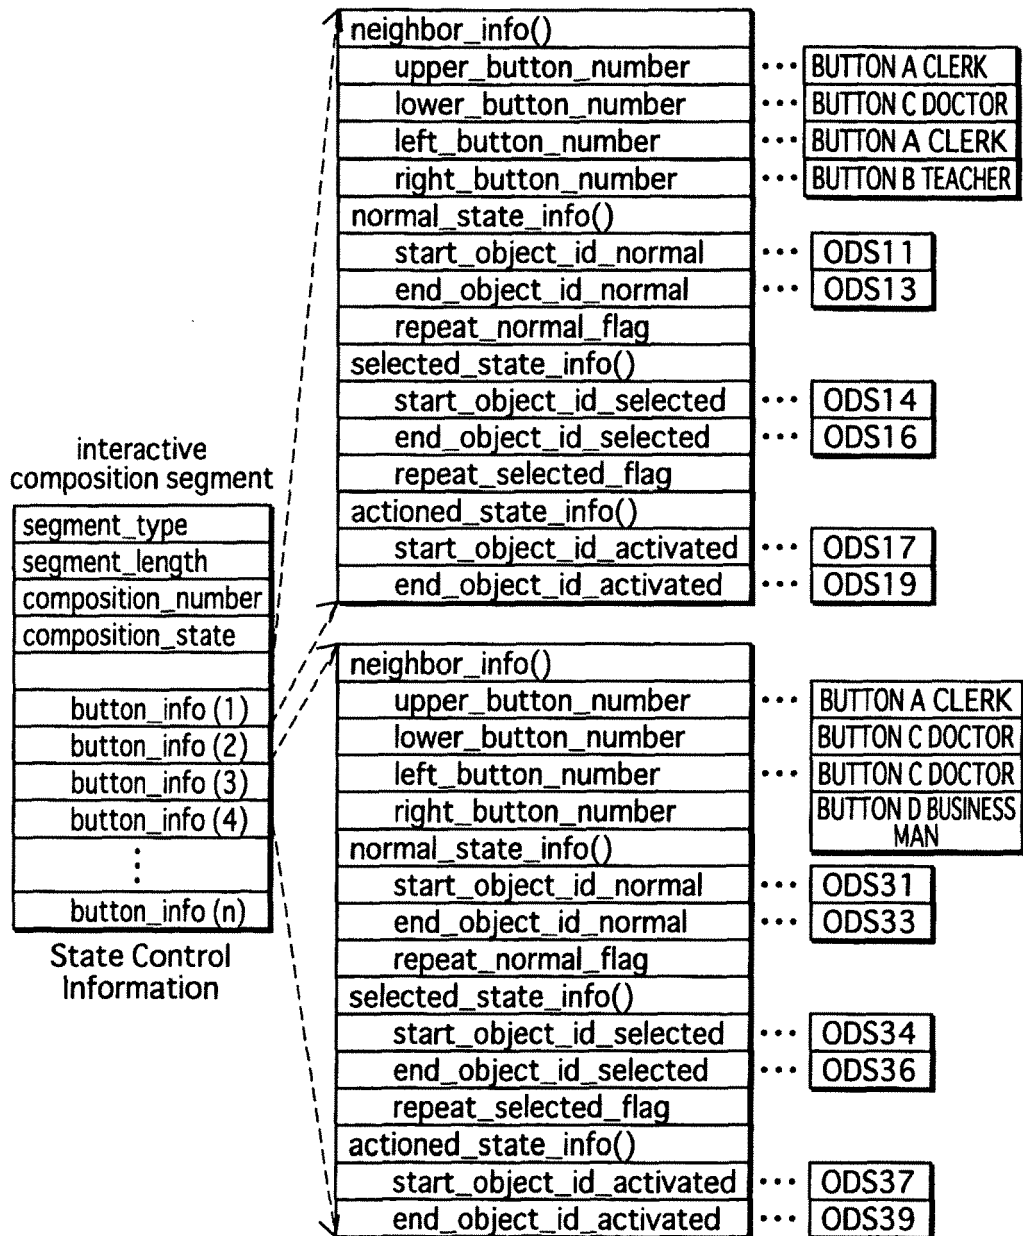 neighbor_info()
upper_button_number ··· BUTTON A CLERK
lower_button_number ··· BUTTON C DOCTOR
left_button_number ··· BUTTON A CLERK
right_button_number ··· BUTTON B TEACHER
normal_state_info()
start_object_id_normal ··· ODS11
end_object_id_normal ··· ODS13
repeat_normal_flag
selected_state_info()
start_object_id_selected ··· ODS14
end_object_id_selected ··· ODS16
repeat_selected_flag
actioned_state_info()
start_object_id_activated ··· ODS17
end_object_id_activated ··· ODS19
interactive
composition segment
segment_type
segment_length
composition_number
composition_state
button_info (1)
button_info (2)
button_info (3)
button_info (4)
⋮
button_info (n)
State Control
Information
neighbor_info()
upper_button_number ··· BUTTON A CLERK
lower_button_number BUTTON C DOCTOR
left_button_number ··· BUTTON C DOCTOR
right_button_number BUTTON D BUSINESS
MAN
normal_state_info()
start_object_id_normal ··· ODS31
end_object_id_normal ··· ODS33
repeat_normal_flag
selected_state_info()
start_object_id_selected ··· ODS34
end_object_id_selected ··· ODS36
repeat_selected_flag
actioned_state_info()
start_object_id_activated ··· ODS37
end_object_id_activated ··· ODS39